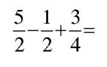 5/2 − 1/2 + 3/4 =